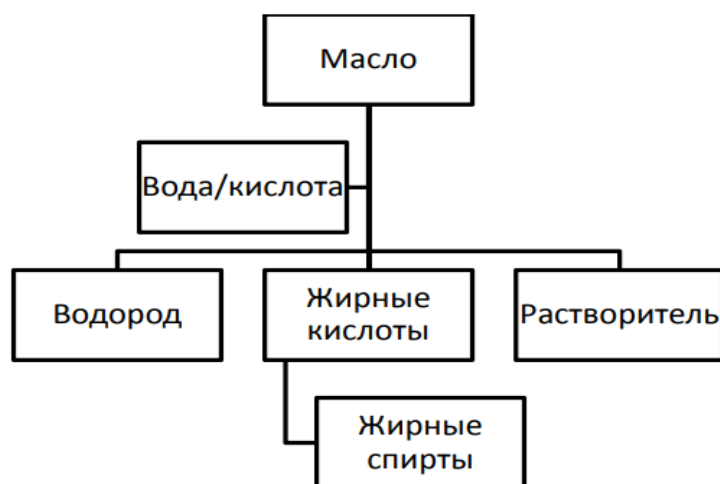 Масло
Вода/кислота
Водород
Жирные
кислоты
Растворитель
Жирные
спирты